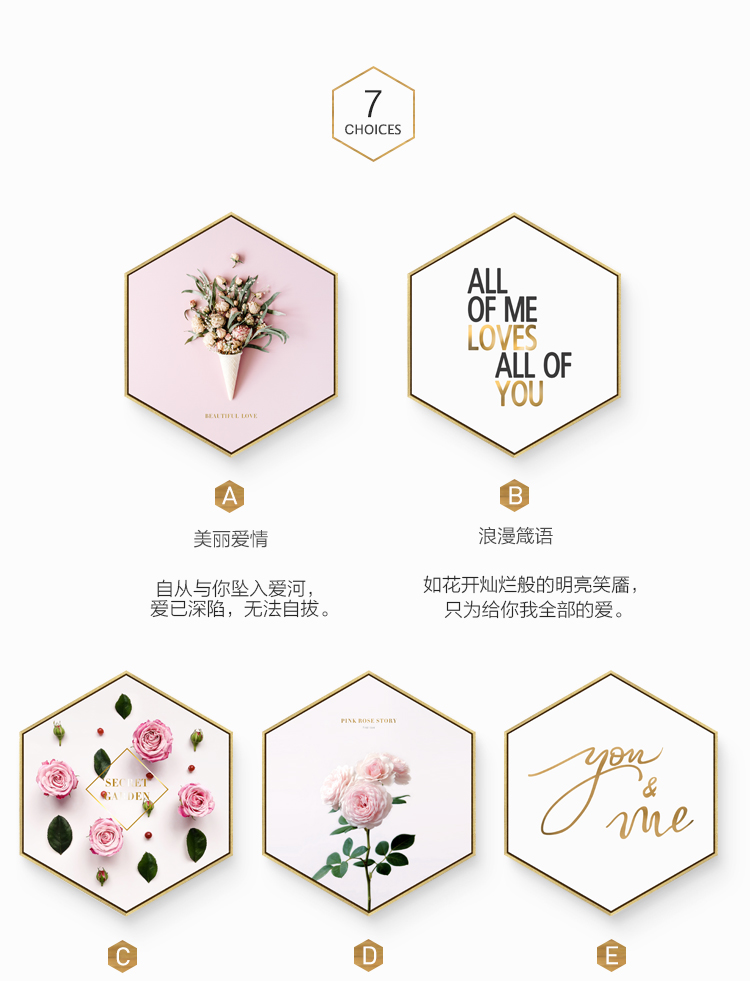 7
CHOICES
BEAUTIFUL LOVE
ALL
OF ME
LOVES
ALL OF
YOU
A
B
美丽爱情
浪漫箴语
自从与你坠入爱河，
爱已深陷，无法自拔。
如花开灿烂般的明亮笑靥，
只为给你我全部的爱。
SECRET
GARDEN
PINK ROSE STORY
you
&
me
C
D
E